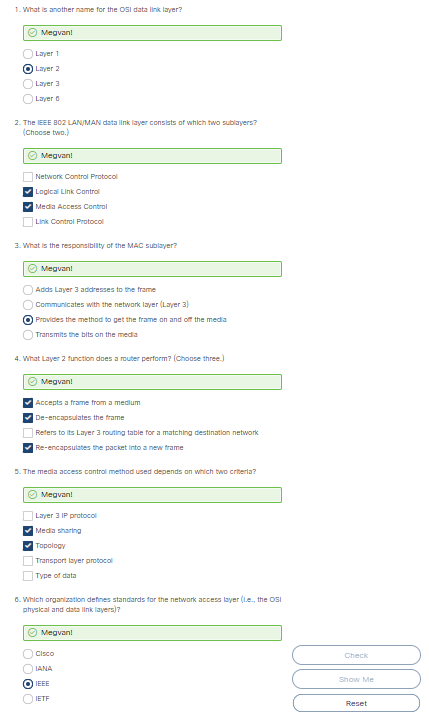 1. What is another name for the OSI data link layer?
Megvan!
Layer 1
Layer 2
Layer 3
Layer 6
2. The IEEE 802 LAN/MAN data link layer consists of which two sublayers?
(Choose two.)
Megvan!
Network Control Protocol
Logical Link Control
Media Access Control
Link Control Protocol
3. What is the responsibility of the MAC sublayer?
Megvan!
Adds Layer 3 addresses to the frame
Communicates with the network layer (Layer 3)
Provides the method to get the frame on and off the media
Transmits the bits on the media
4. What Layer 2 function does a router perform? (Choose three.)
Megvan!
Accepts a frame from a medium
De-encapsulates the frame
Refers to its Layer 3 routing table for a matching destination network
Re-encapsulates the packet into a new frame
5. The media access control method used depends on which two criteria?
Megvan!
Layer 3 IP protocol
Media sharing
Topology
Transport layer protocol
Type of data
6. Which organization defines standards for the network access layer (i.e., the OSI
physical and data link layers)?
Megvan!
Cisco
IANA
IEEE
IETF
Check
Show Me
Reset